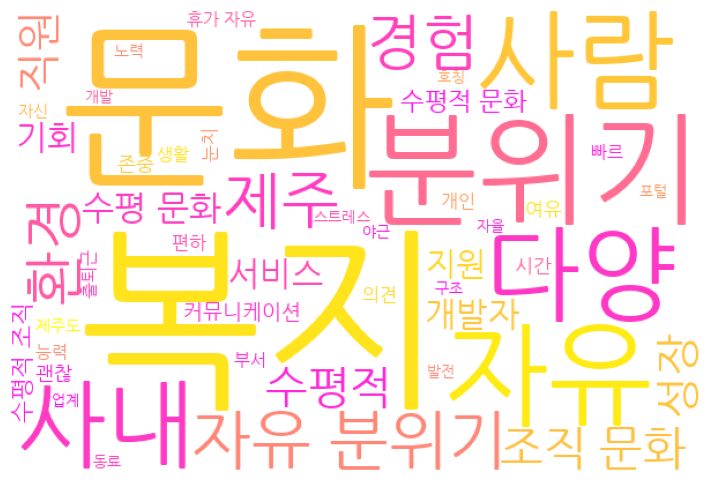 휴가 자유
직원
노력
문화
경험
사람
호칭
개발
자신
수평적 문화
기회
존중
생활
눈치
분위기
빠르
포털
제주
수평 문화
개인
여유
스트레스
자율
야근
환경
편하
출퇴근
복지
다양
서비스
지원
시간
의견
구조
커뮤니케이션
개발자
수평적 조직
제주도
능력
괜찮
업계
부서
수평적
발전
자유
성장
사내
동료
자유 분위기
조직 문화